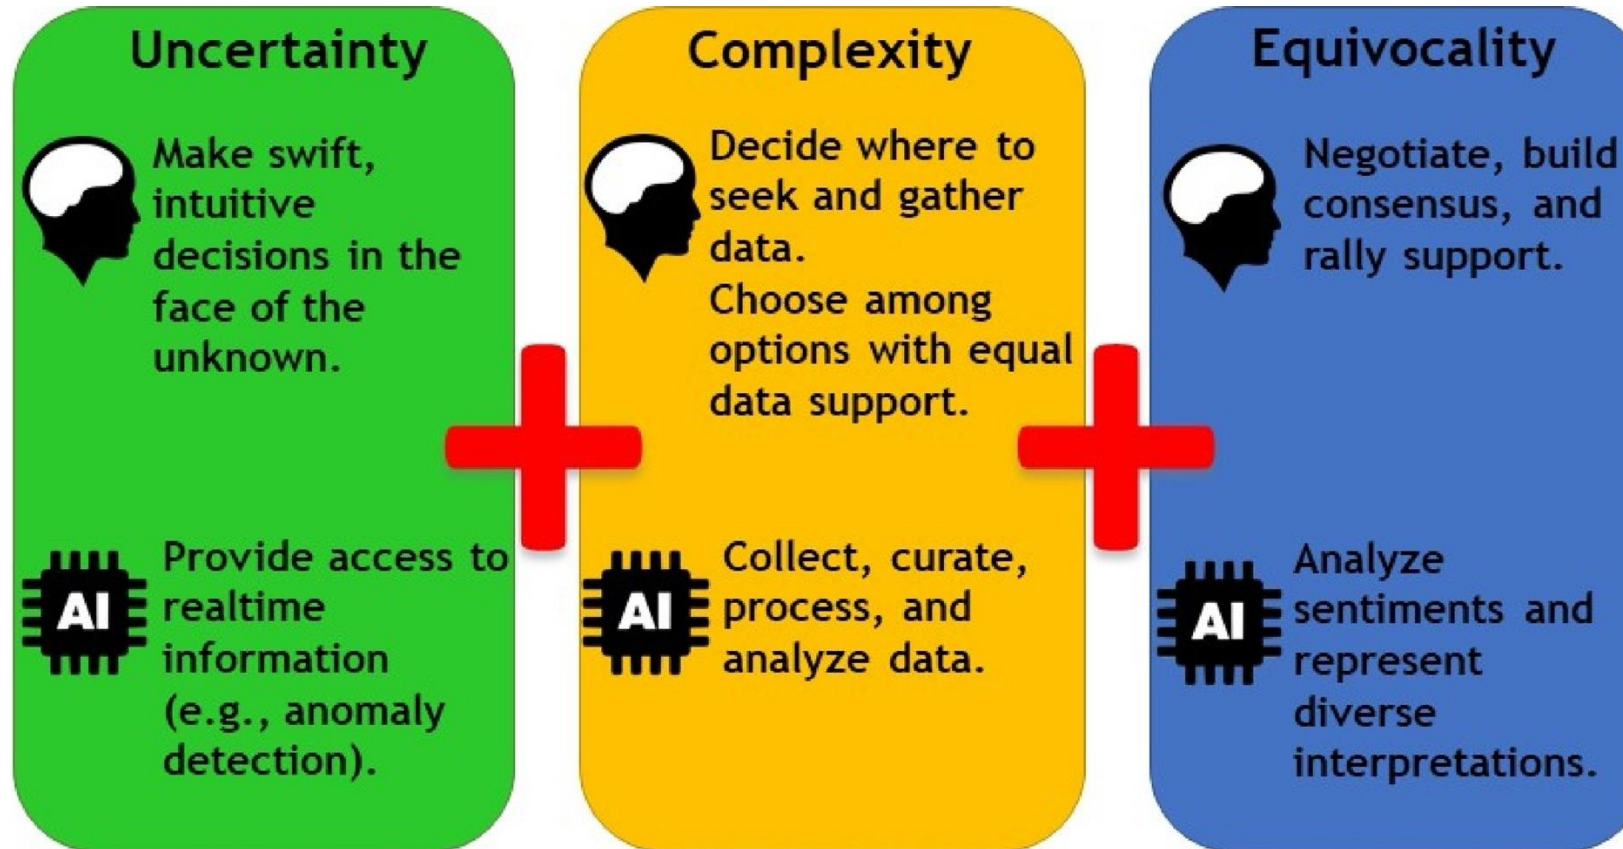 Uncertainty
Make swift,
intuitive
decisions in the
face of the
unknown.
AI
Provide access to
realtime
information
(e.g., anomaly
detection).
Complexity
Decide where to
seek and gather
data.
Choose among
options with equal
data support.
AI
Collect, curate,
process, and
analyze data.
Equivocality
Negotiate, build
consensus, and
rally support.
AI
Analyze
sentiments and
represent
diverse
interpretations.